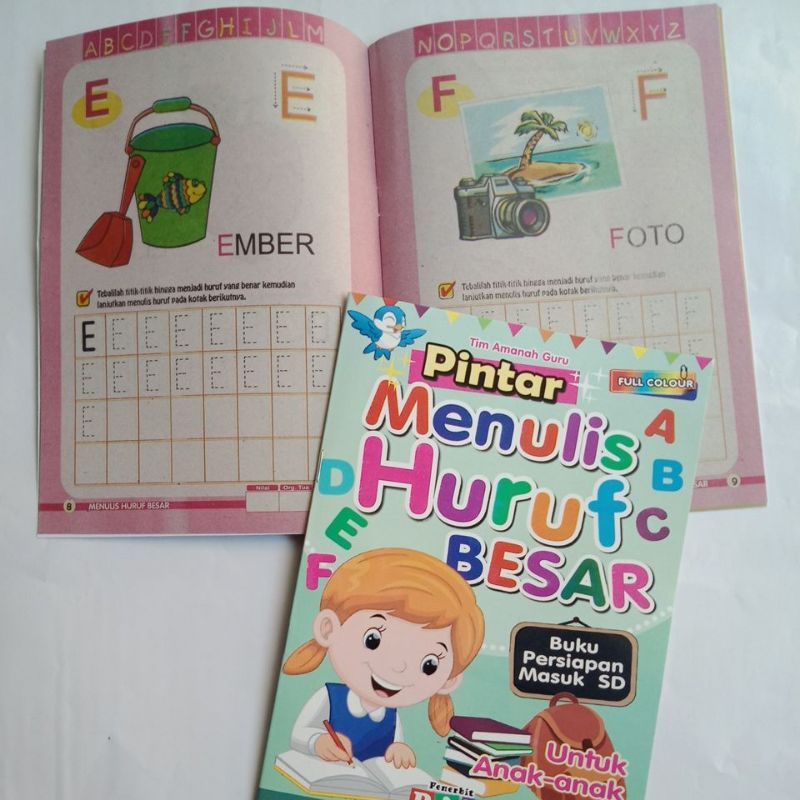 ABCDEFGHIJLM
E
E
EMBER
Tebalilah titik-titik hingga menjadi huruf yang benar kemudian
lanjutkan menulis huruf pada kotak berikutnya.
E E E E E E E E
E E E E E E E E
E
Nilai Org. Tua
8 MENULIS HURUF BESAR
NOPQRSTUVWXYZ
F
F
FOTO
Tebalilah titik-titik hingga menjadi huruf yang benar kemudian
lanjutkan menulis huruf pada kotak berikutnya.
SAR 9
Tim Amanah Guru
Pintar
FULL COLOUR
Menulis
Huruf
BESAR
A
B
C
D
E
F
Buku
Persiapan
Masuk SD
Untuk
Anak-anak
Penerbit